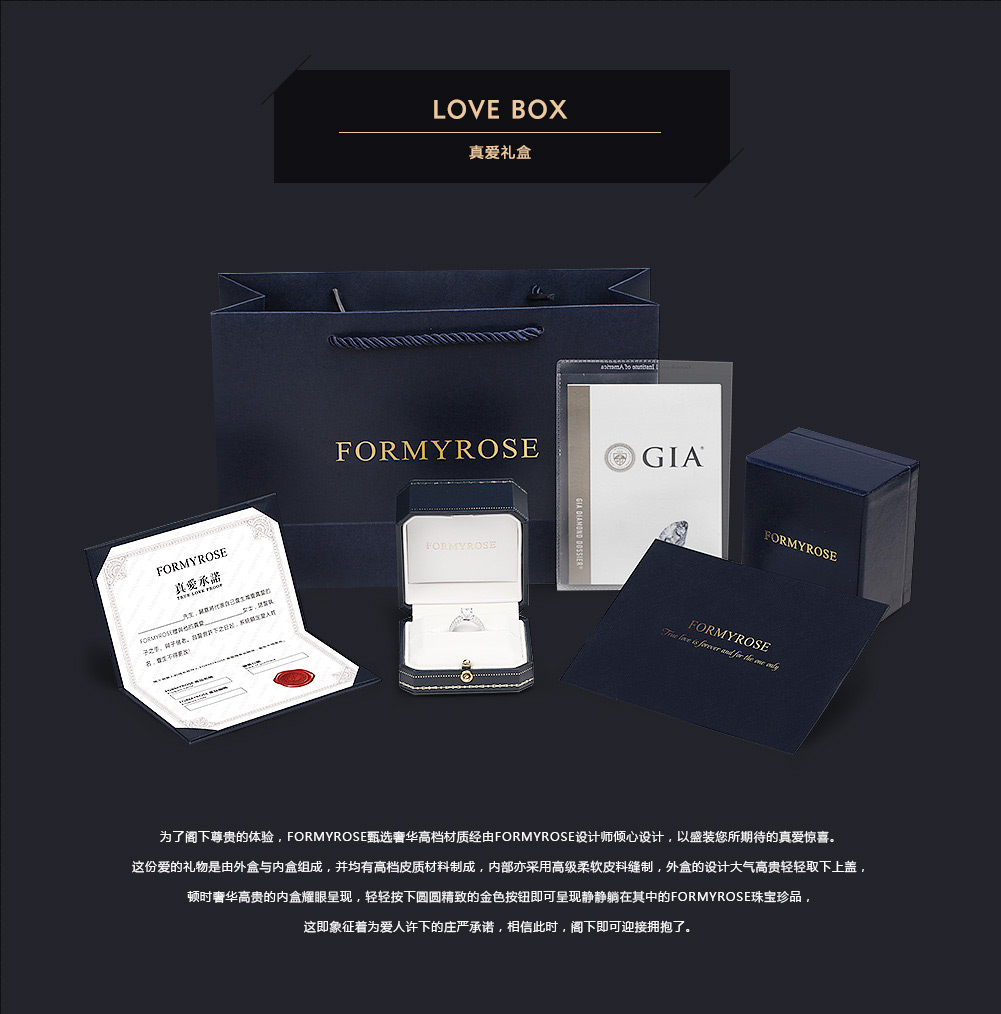 LOVE BOX
真爱礼盒
Institute of America
FORMYROSE
GIA
GIA DIAMOND DOSSIER
FORMYROSE
FORMYROSE
FORMYROSE
真爱承諾
TRUE LOVE PROOF
FORMYROSE
True love is forever and for the one only
为了阁下尊贵的体验，FORMYROSE甄选奢华高档材质经由FORMYROSE设计师倾心设计，以盛装您所期待的真爱惊喜。
这份爱的礼物是由外盒与内盒组成，并均有高档皮质材料制成，内部亦采用高级柔软皮料缝制，外盒的设计大气高贵轻轻取下上盖，
顿时奢华高贵的内盒耀眼呈现，轻轻按下圆圆精致的金色按钮即可呈现静静躺在其中的FORMYROSE珠宝珍品，
这即象征着为爱人许下的庄严承诺，相信此时，阁下即可迎接拥抱了。